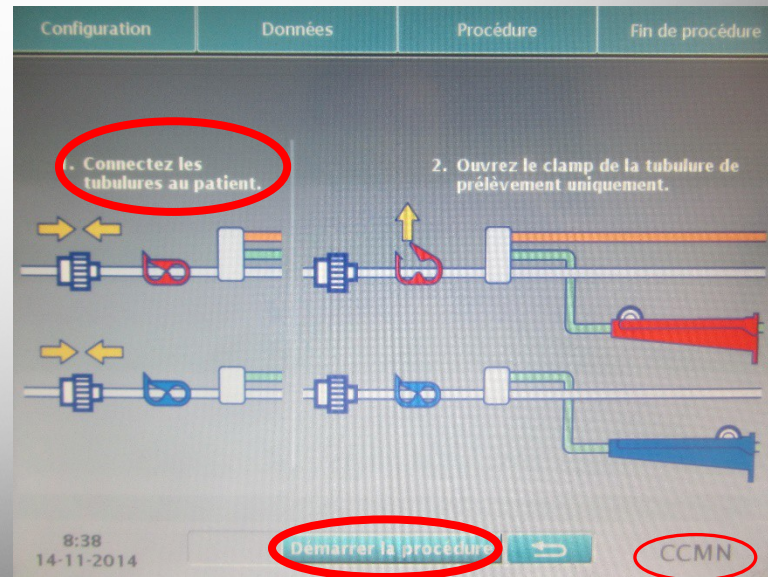 Configuration
Données
Procédure
Fin de procédure
1. Connectez les
tubulures au patient.
2. Ouvrez le clamp de la tubulure de
prélèvement uniquement.
8:38
14-11-2014
Démarrer la procédure
CCMN